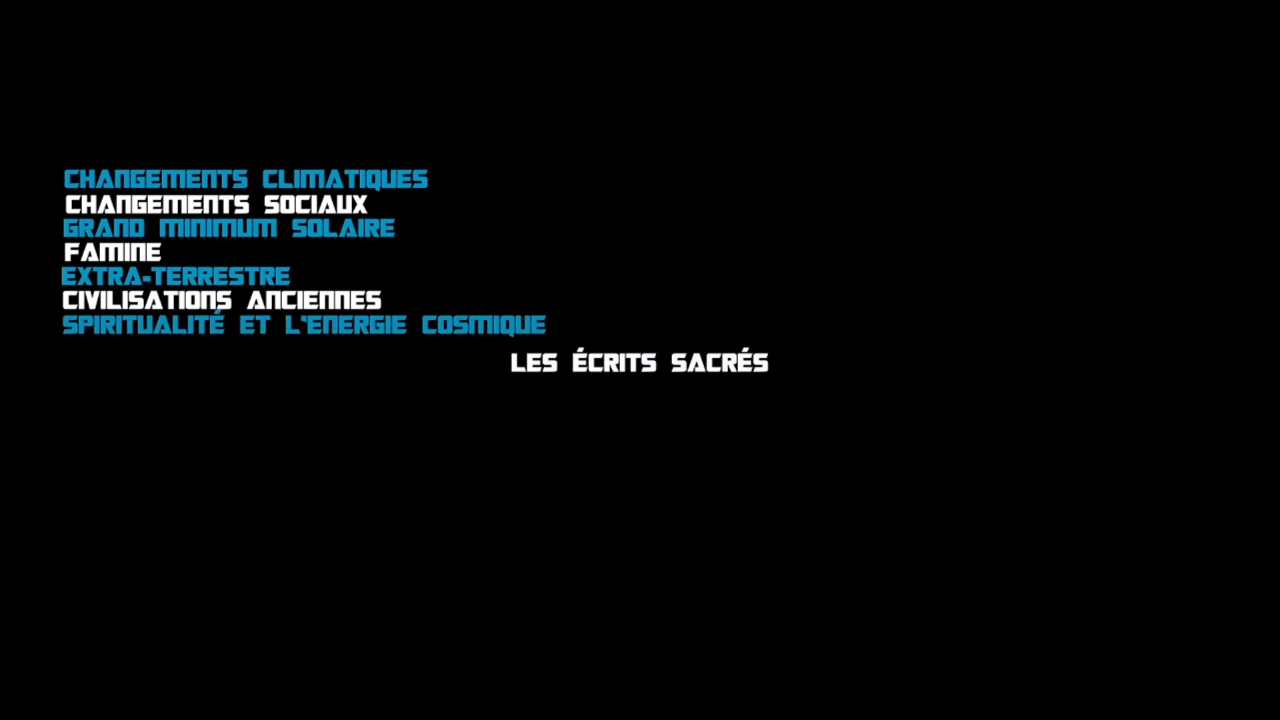 CHANGEMENTS CLIMATIQUES
CHANGEMENTS SOCIAUX
GRAND MINIMUM SOLAIRE
FAMINE
EXTRA-TERRESTRE
CIVILISATIONS ANCIENNES
SPIRITUALITÉ ET L'ENERGIE COSMIQUE
LES ÉCRITS SACRÉS